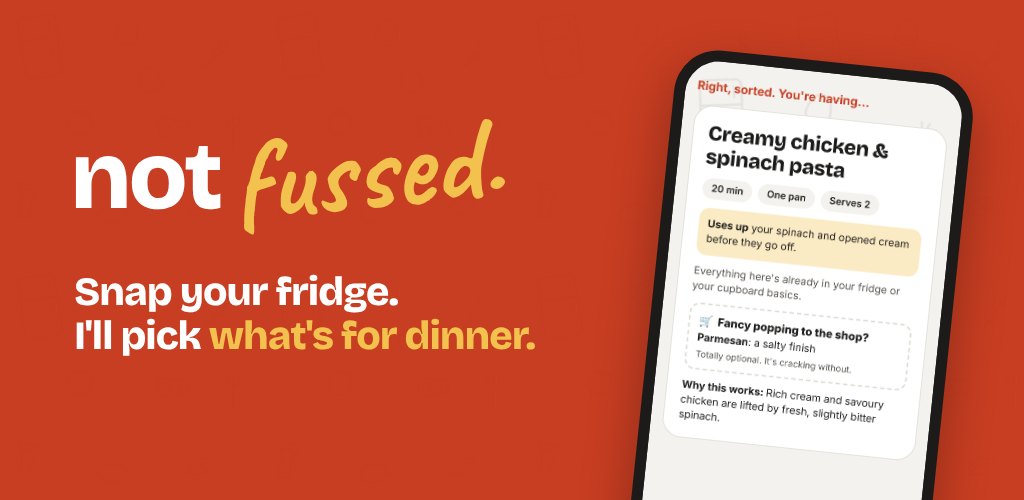 not fussed.
Snap your fridge.
I'll pick what's for dinner.
Right, sorted. You're having...
Creamy chicken &
spinach pasta
20 min
One pan
Serves 2
Uses up your spinach and opened cream
before they go off.
Everything here's already in your fridge or
your cupboard basics.
🛒 Fancy popping to the shop?
Parmesan: a salty finish
Totally optional. It's cracking without.
Why this works: Rich cream and savoury
chicken are lifted by fresh, slightly bitter
spinach.